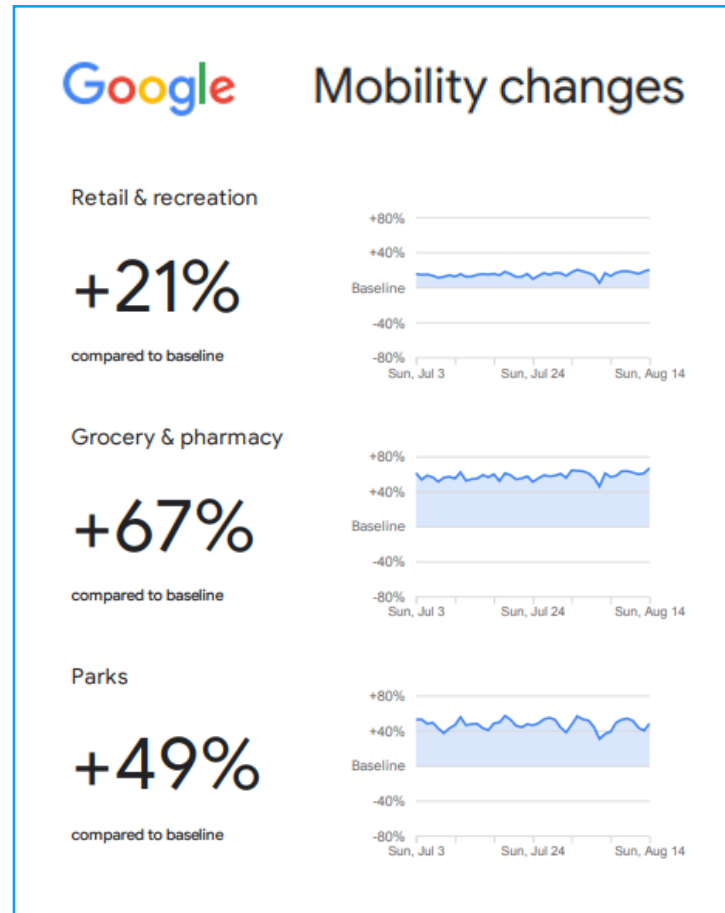 Google Mobility changes
Retail & recreation
+21%
compared to baseline
+80%
+40%
Baseline
-40%
-80%
Sun, Jul 3 Sun, Jul 24 Sun, Aug 14
Grocery & pharmacy
+67%
compared to baseline
+80%
+40%
Baseline
-40%
-80%
Sun, Jul 3 Sun, Jul 24 Sun, Aug 14
Parks
+49%
compared to baseline
+80%
+40%
Baseline
-40%
-80%
Sun, Jul 3 Sun, Jul 24 Sun, Aug 14